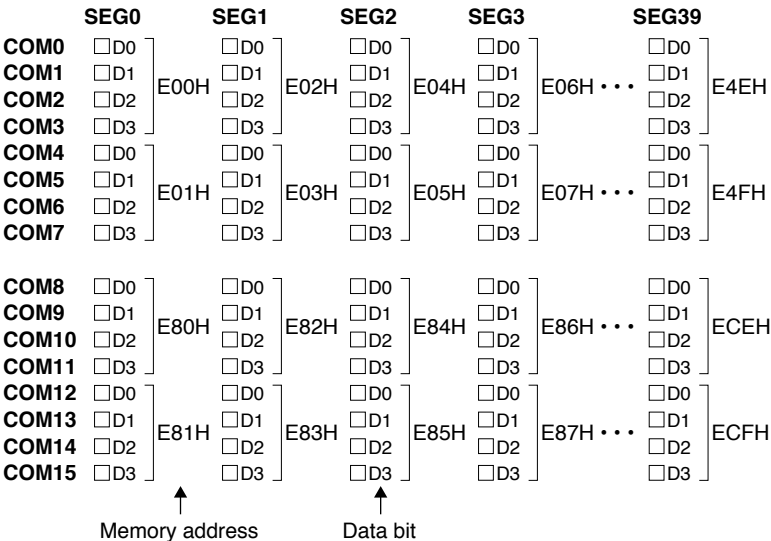 SEG0 SEG1 SEG2 SEG3 SEG39
COM0 D0 D0 D0 D0 D0
COM1 D1 D1 D1 D1 D1
E00H E02H E04H E06H • • • E4EH
COM2 D2 D2 D2 D2 D2
COM3 D3 D3 D3 D3 D3
COM4 D0 D0 D0 D0 D0
COM5 D1 D1 D1 D1 D1
E01H E03H E05H E07H • • • E4FH
COM6 D2 D2 D2 D2 D2
COM7 D3 D3 D3 D3 D3
COM8 D0 D0 D0 D0 D0
COM9 D1 D1 D1 D1 D1
E80H E82H E84H E86H • • • ECEH
COM10 D2 D2 D2 D2 D2
COM11 D3 D3 D3 D3 D3
COM12 D0 D0 D0 D0 D0
COM13 D1 D1 D1 D1 D1
E81H E83H E85H E87H • • • ECFH
COM14 D2 D2 D2 D2 D2
COM15 D3 D3 D3 D3 D3
Memory address Data bit